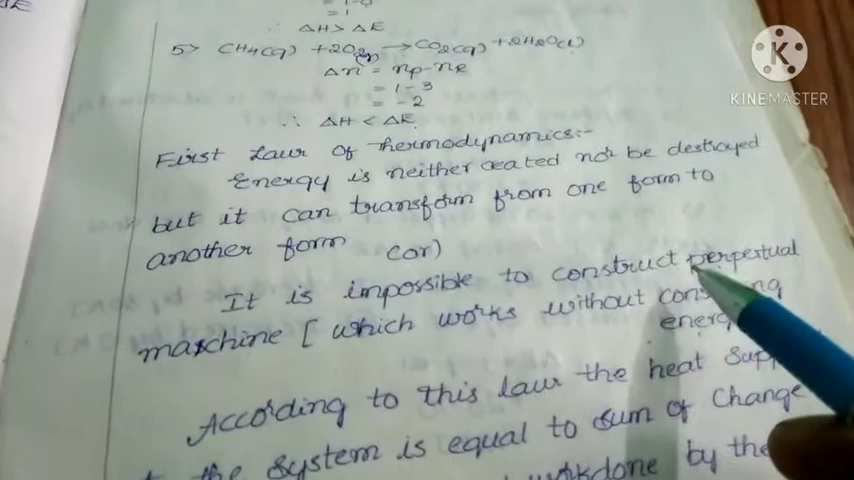 = 1
∴ ΔH > ΔE
5> CH4(g) + 2O2(g) → CO2(g) + 2H2O(l)
Δn = np - nR
= 1 - 3
= -2
∴ ΔH < ΔE
First Law Of Thermodynamics:-
Energy is neither ceated not be destroyed
but it can transform from one form to
another form (or)
It is impossible to construct perpertual
maschine [ which works without
According to this law the heat
the system is equal to sum of change
workdone by the
K
KINEMASTER